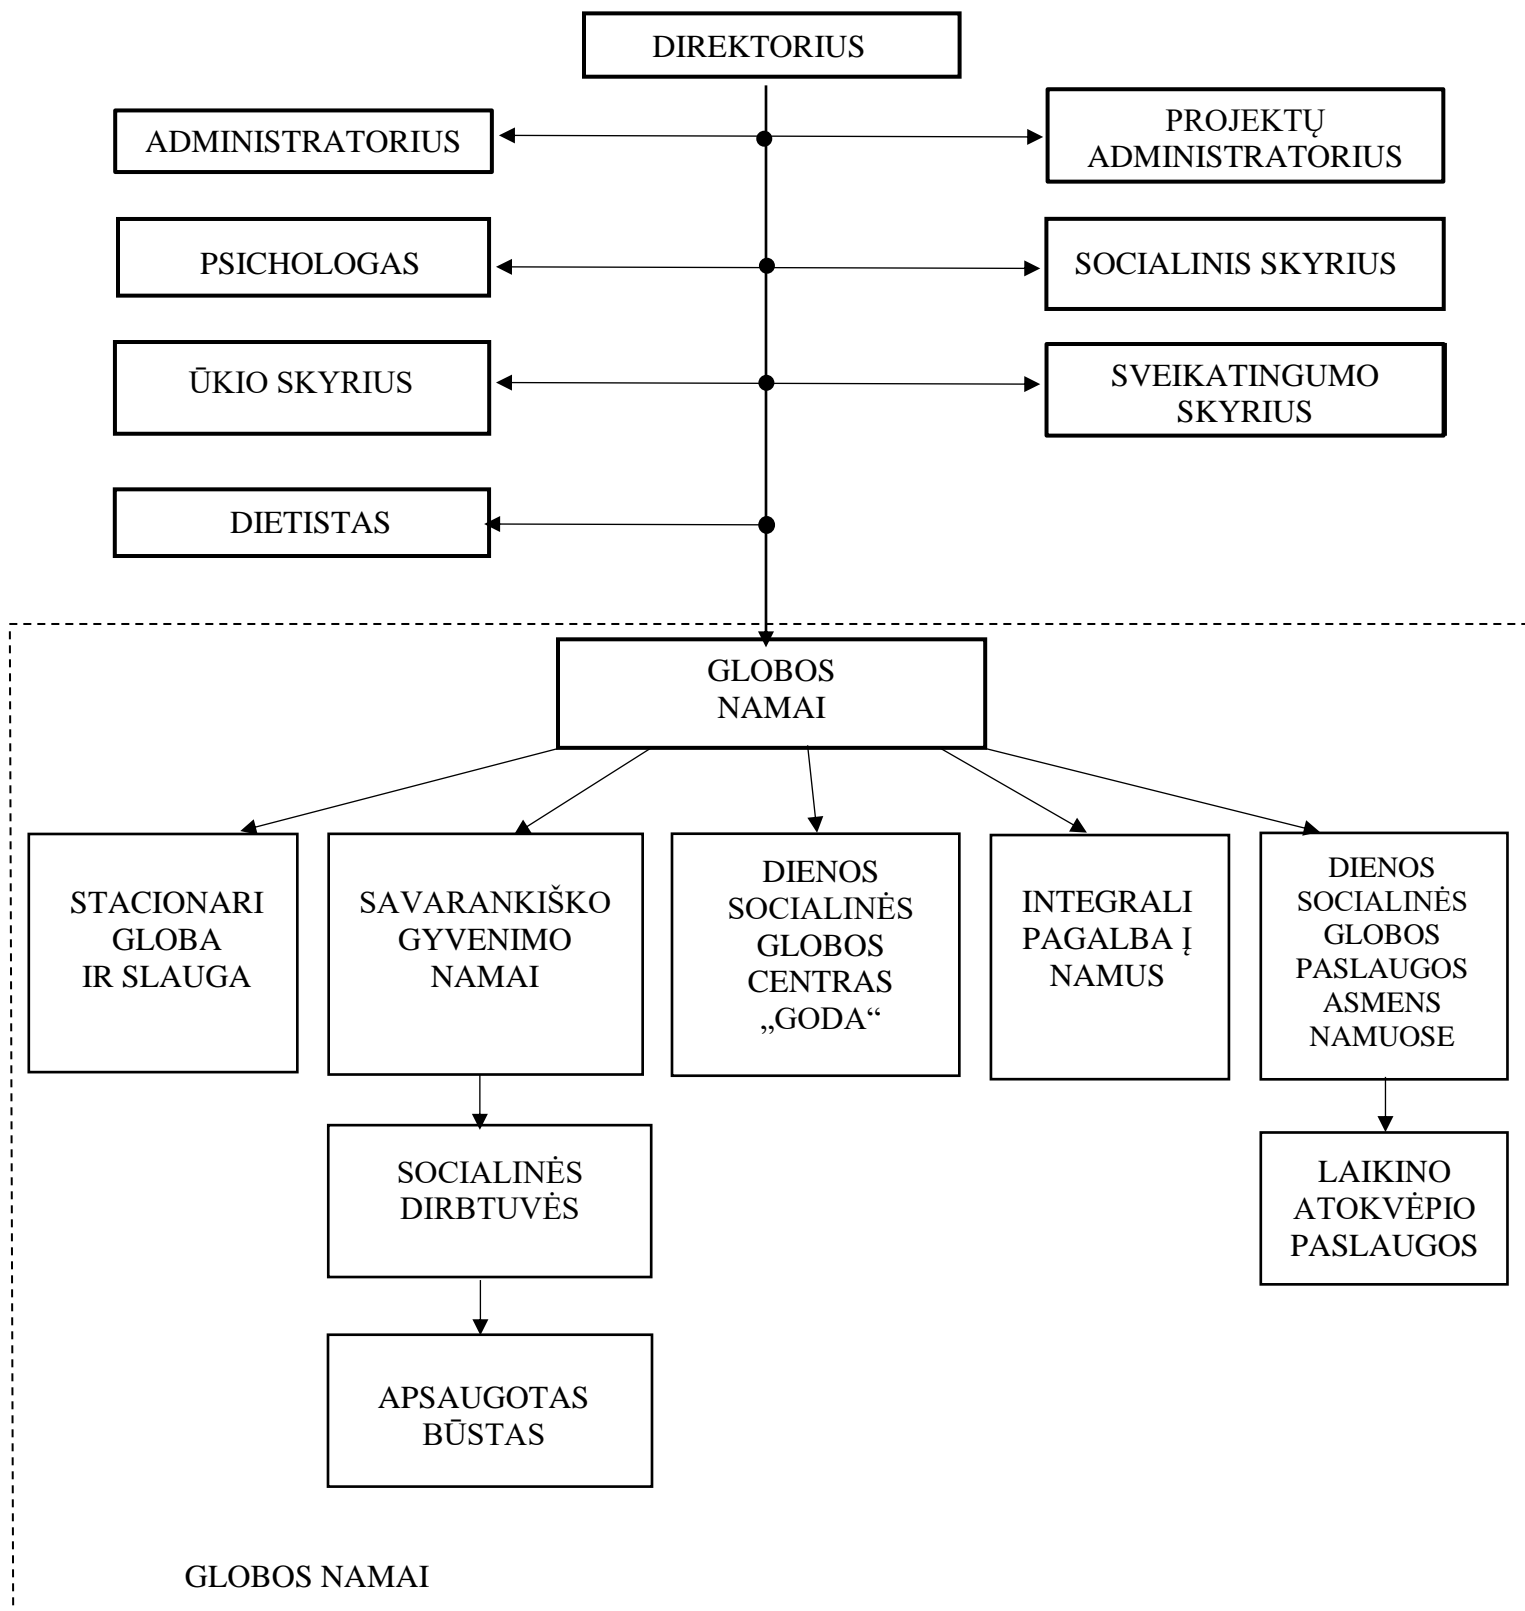 DIREKTORIUS
ADMINISTRATORIUS
PROJEKTŲ
ADMINISTRATORIUS
PSICHOLOGAS
SOCIALINIS SKYRIUS
ŪKIO SKYRIUS
SVEIKATINGUMO
SKYRIUS
DIETISTAS
GLOBOS
NAMAI
STACIONARI
GLOBA
IR SLAUGA
SAVARANKIŠKO
GYVENIMO
NAMAI
DIENOS
SOCIALINĖS
GLOBOS
CENTRAS
„GODA“
INTEGRALI
PAGALBA Į
NAMUS
DIENOS
SOCIALINĖS
GLOBOS
PASLAUGOS
ASMENS
NAMUOSE
SOCIALINĖS
DIRBTUVĖS
LAIKINO
ATOKVĖPIO
PASLAUGOS
APSAUGOTAS
BŪSTAS
GLOBOS NAMAI